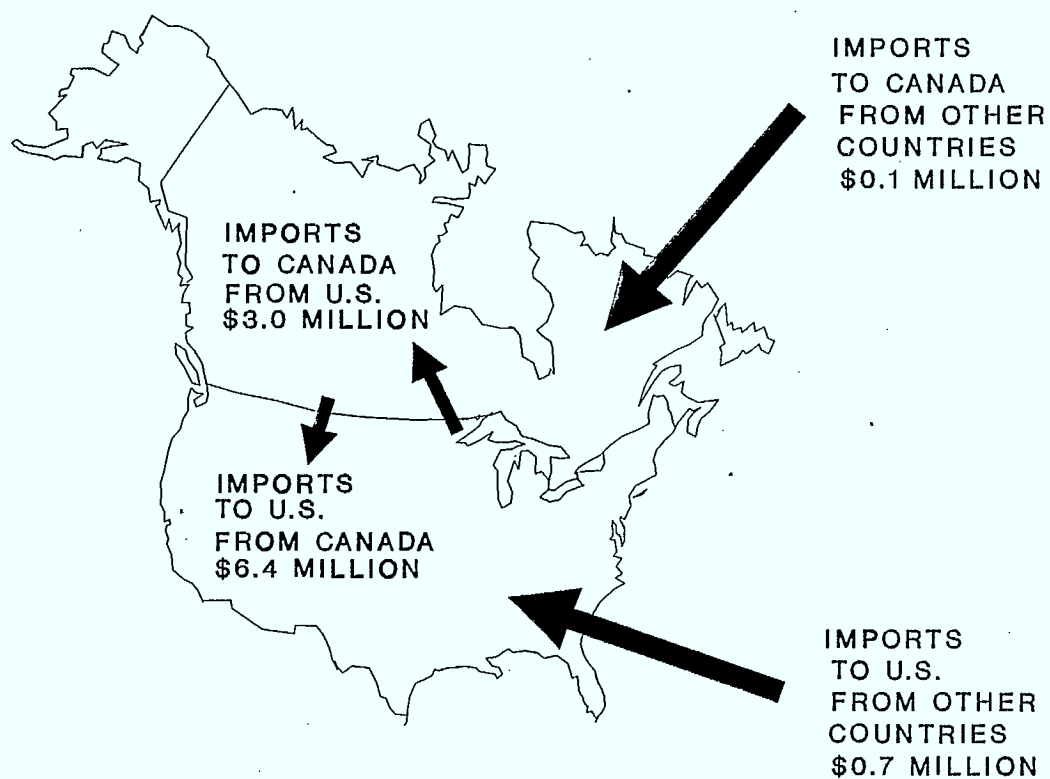 IMPORTS
TO CANADA
FROM OTHER
COUNTRIES
$0.1 MILLION
IMPORTS
TO CANADA
FROM U.S.
$3.0 MILLION
IMPORTS
TO U.S.
FROM CANADA
$6.4 MILLION
IMPORTS
TO U.S.
FROM OTHER
COUNTRIES
$0.7 MILLION